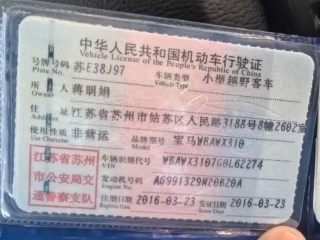 中华人民共和国机动车行驶证
Vehicle License of the People's Republic of China
号牌号码 苏E38J97 车辆类型 小型越野客车
Plate No. Vehicle Type
所有人 蒋明娟
Owner
住址 江苏省苏州市姑苏区人民路3188号8幢2602室
Address
使用性质 非营运 品牌型号 宝马WBAWX310
Use Character Model
江苏省苏州市公安局交通警察支队
车辆识别代号 WBAWX3107G0L62274
VIN
发动机号码 A6991329N20B20A
Engine No.
注册日期 2016-03-23 发证日期 2016-03-23
Register Date Issue Date